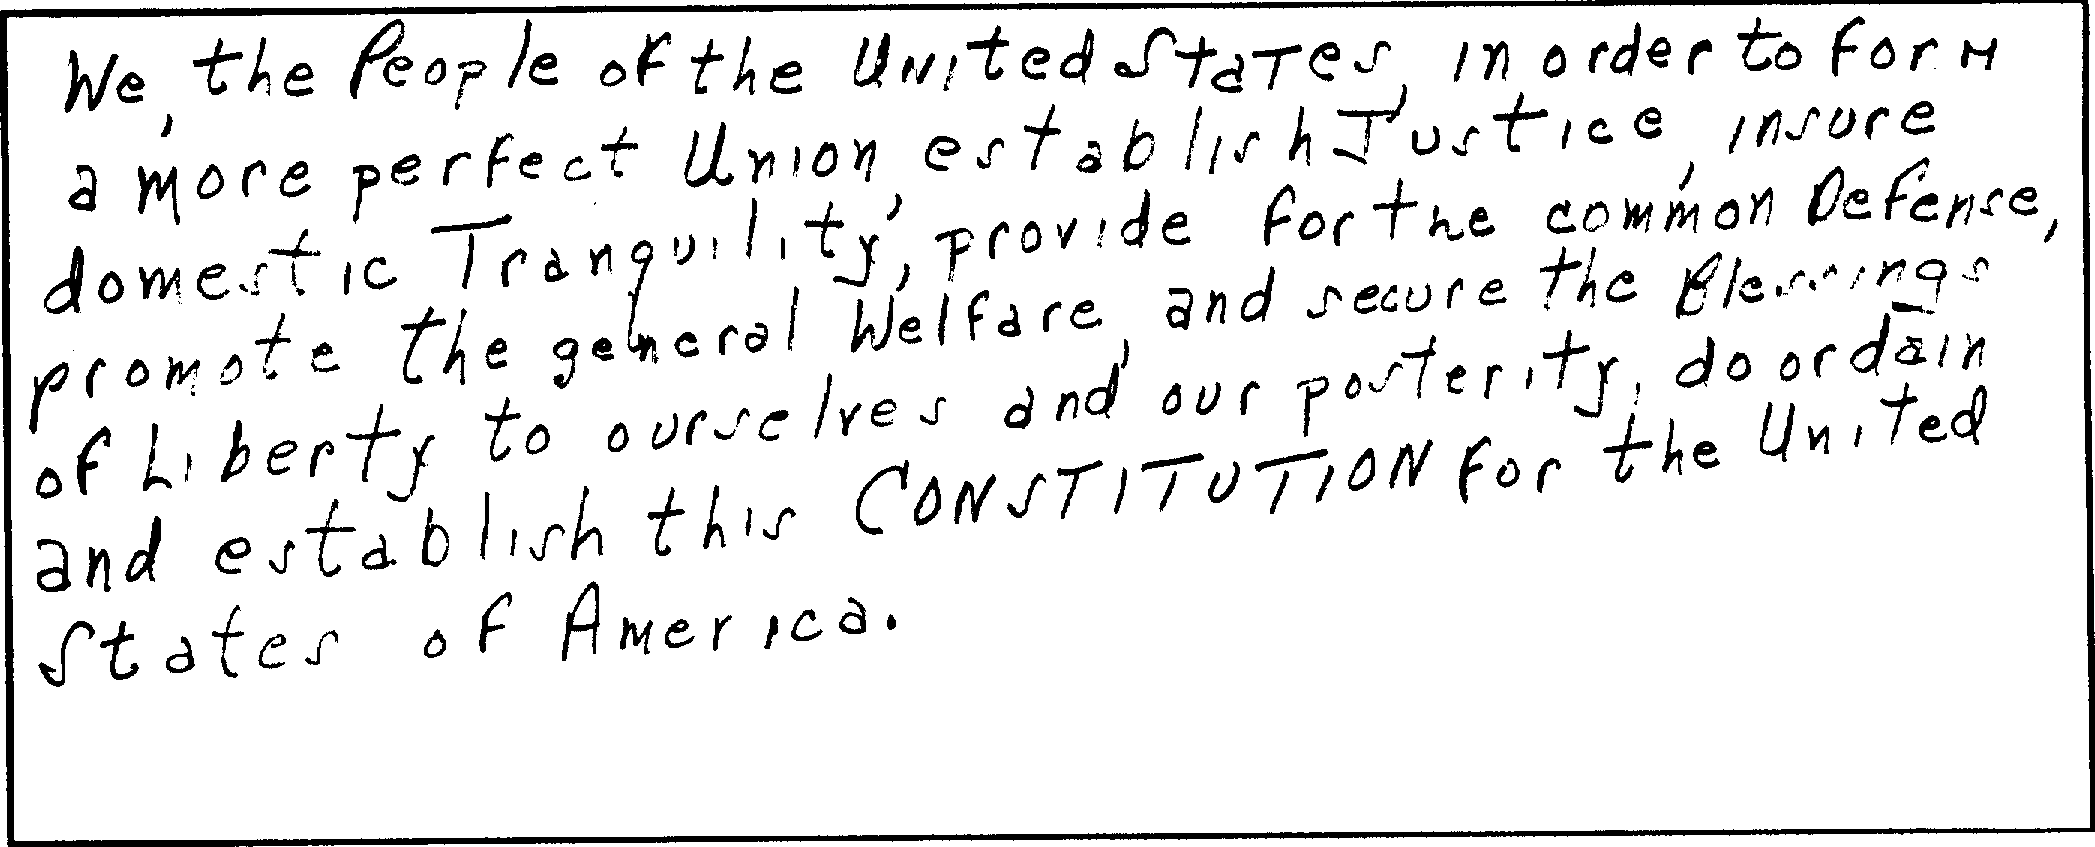 We, the People of the United States, in order to form
a more perfect Union, establish Justice, insure
domestic Tranquility, provide for the common Defense,
promote the general Welfare, and secure the Blessings
of Liberty to ourselves and our posterity, do ordain
and establish this CONSTITUTION for the United
States of America.